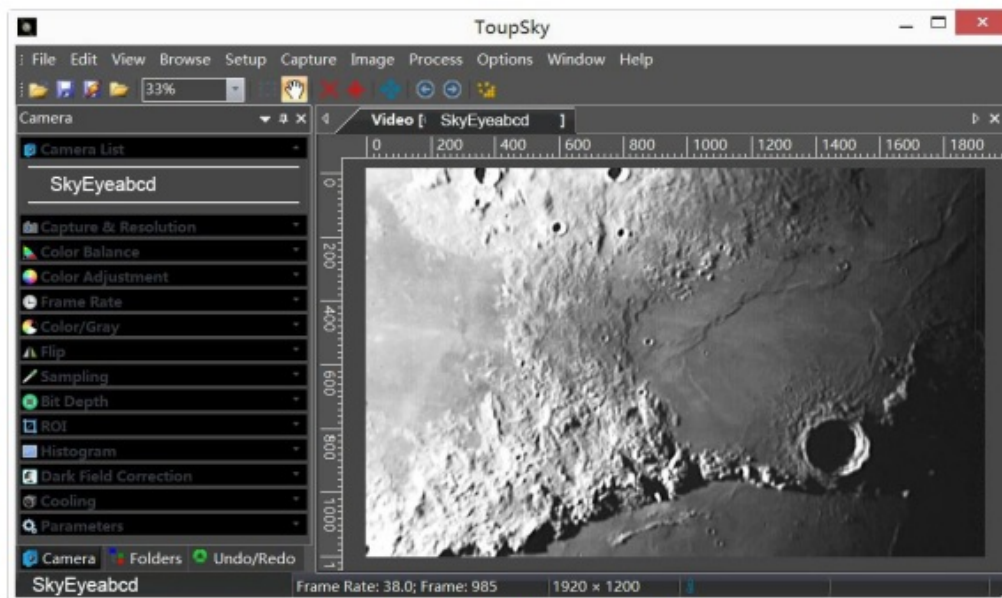 ToupSky
File Edit View Browse Setup Capture Image Process Options Window Help
33%
Camera
Video [ SkyEyeabcd ]
0 200 400 600 800 1000 1200 1400 1600 1800
Camera List
SkyEyeabcd
Capture & Resolution
Color Balance
Color Adjustment
Frame Rate
Color/Gray
Flip
Sampling
Bit Depth
ROI
Histogram
Dark Field Correction
Cooling
Parameters
0
200
400
600
800
1000
1
Camera Folders Undo/Redo
SkyEyeabcd
Frame Rate: 38.0; Frame: 985 1920 × 1200